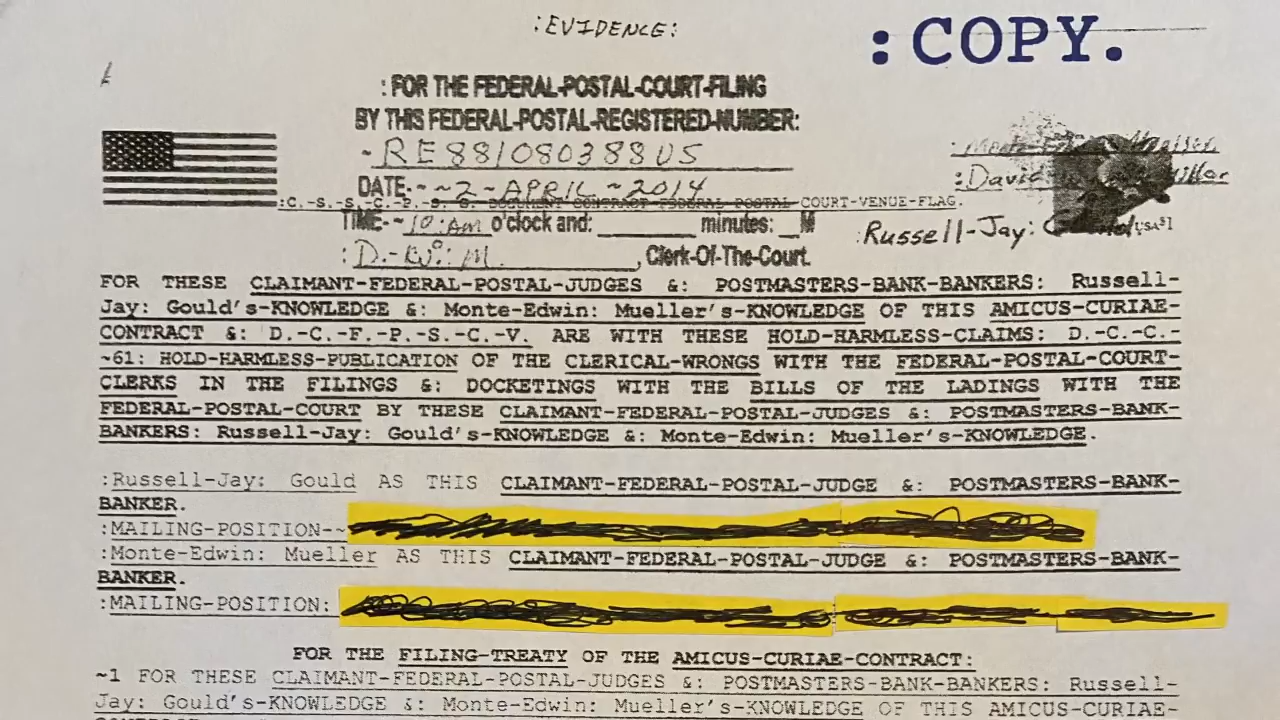 :EVIDENCE:
:COPY.
:FOR THE FEDERAL-POSTAL-COURT-FILING
BY THIS FEDERAL-POSTAL-REGISTERED-NUMBER:
~RE881080388US
DATE-~~2-APRIL~2014
:C.-S.-S.-C.-P.-S.-G. DOCUMENT CONTRACT FEDERAL POSTAL COURT-VENUE-FLAG.
TIME-~10:AM o'clock and: minutes: M
:David
:Russell-Jay:
:D.-W.:M. ,Clerk-Of-The-Court.
FOR THESE CLAIMANT-FEDERAL-POSTAL-JUDGES &: POSTMASTERS-BANK-BANKERS: Russell-
Jay: Gould's-KNOWLEDGE &: Monte-Edwin: Mueller's-KNOWLEDGE OF THIS AMICUS-CURIAE-
CONTRACT &: D.-C.-F.-P.-S.-C.-V. ARE WITH THESE HOLD-HARMLESS-CLAIMS: D.-C.-C.-
~61: HOLD-HARMLESS-PUBLICATION OF THE CLERICAL-WRONGS WITH THE FEDERAL-POSTAL-COURT-
CLERKS IN THE FILINGS &: DOCKETINGS WITH THE BILLS OF THE LADINGS WITH THE
FEDERAL-POSTAL-COURT BY THESE CLAIMANT-FEDERAL-POSTAL-JUDGES &: POSTMASTERS-BANK-
BANKERS: Russell-Jay: Gould's-KNOWLEDGE &: Monte-Edwin: Mueller's-KNOWLEDGE.
:Russell-Jay: Gould AS THIS CLAIMANT-FEDERAL-POSTAL-JUDGE &: POSTMASTERS-BANK-
BANKER.
:MAILING-POSITION-~
:Monte-Edwin: Mueller AS THIS CLAIMANT-FEDERAL-POSTAL-JUDGE &: POSTMASTERS-BANK-
BANKER.
:MAILING-POSITION:
FOR THE FILING-TREATY OF THE AMICUS-CURIAE-CONTRACT:
~1 FOR THESE CLAIMANT-FEDERAL-POSTAL-JUDGES &: POSTMASTERS-BANK-BANKERS: Russell-
Jay: Gould's-KNOWLEDGE &: Monte-Edwin: Mueller's-KNOWLEDGE OF THIS AMICUS-CURIAE-